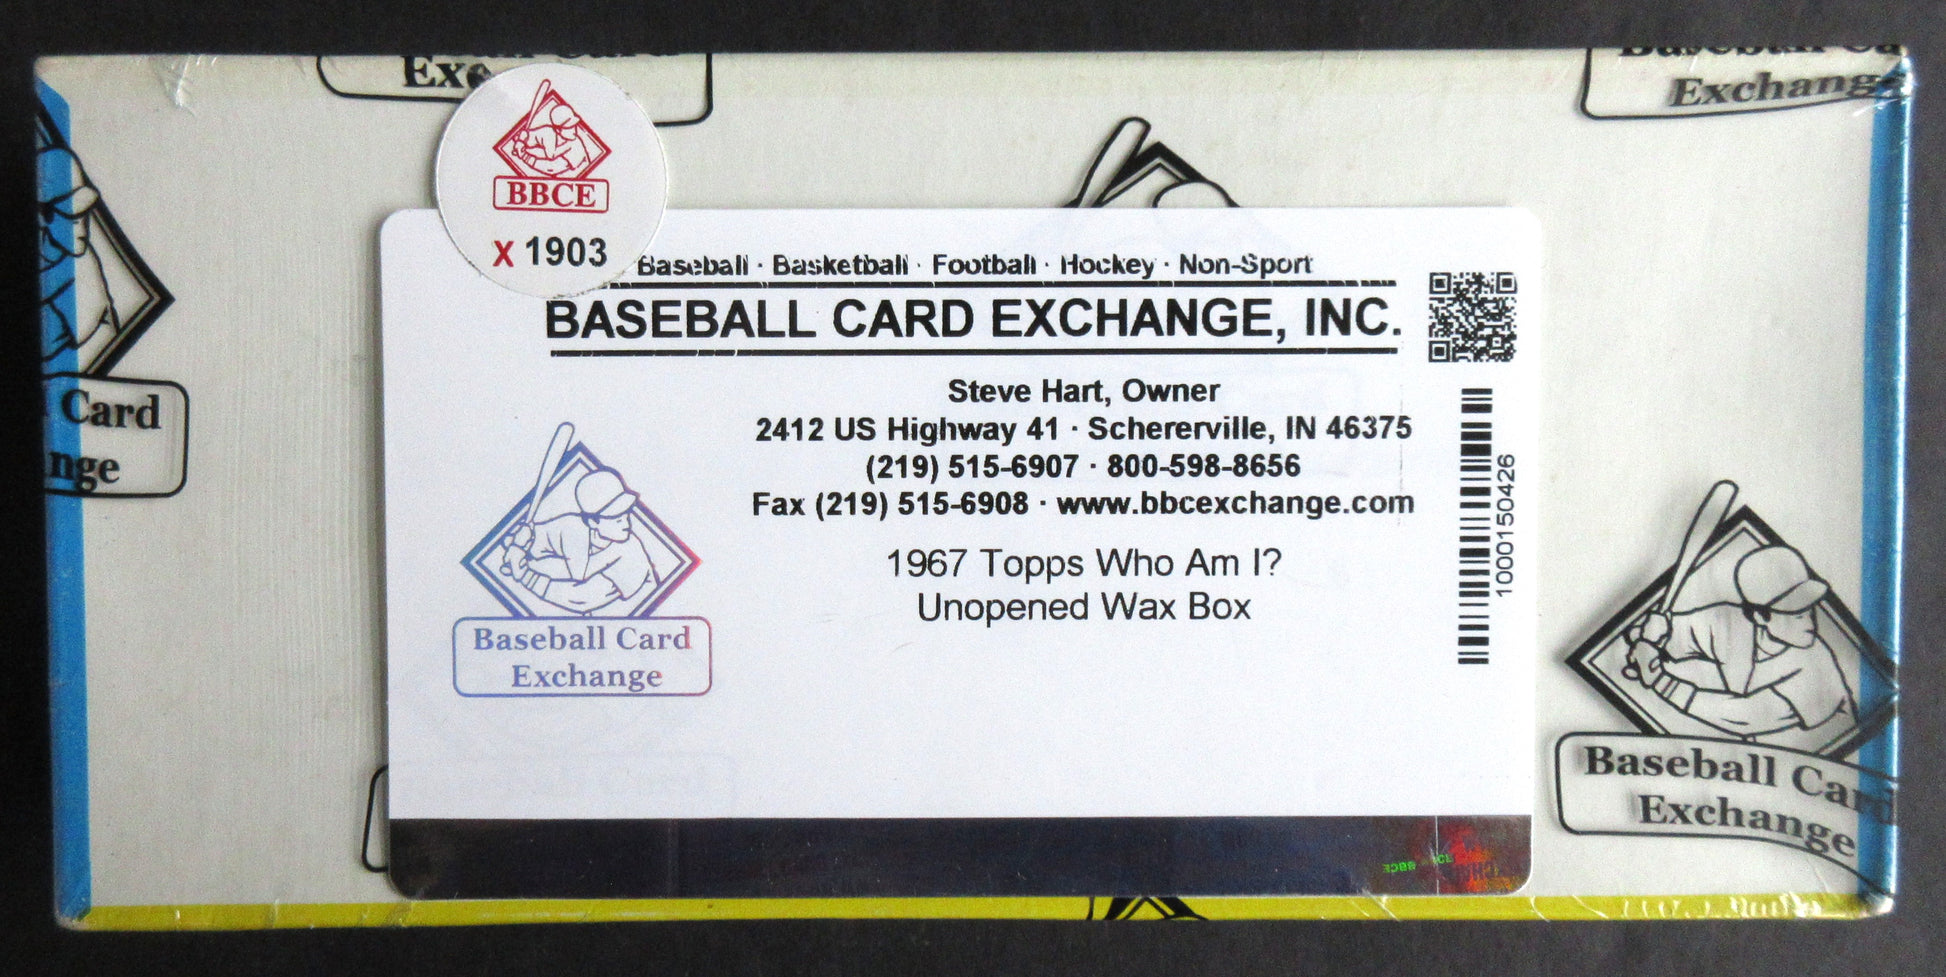 Exchange
BBCE
X 1903
Baseball · Basketball · Football · Hockey · Non-Sport
BASEBALL CARD EXCHANGE, INC.
Steve Hart, Owner
2412 US Highway 41 · Schererville, IN 46375
(219) 515-6907 · 800-598-8656
Fax (219) 515-6908 · www.bbcexchange.com
1967 Topps Who Am I?
Unopened Wax Box
1000150426
Baseball Card
Exchange
Card
nge
Baseball Card
Exchange
BBCE